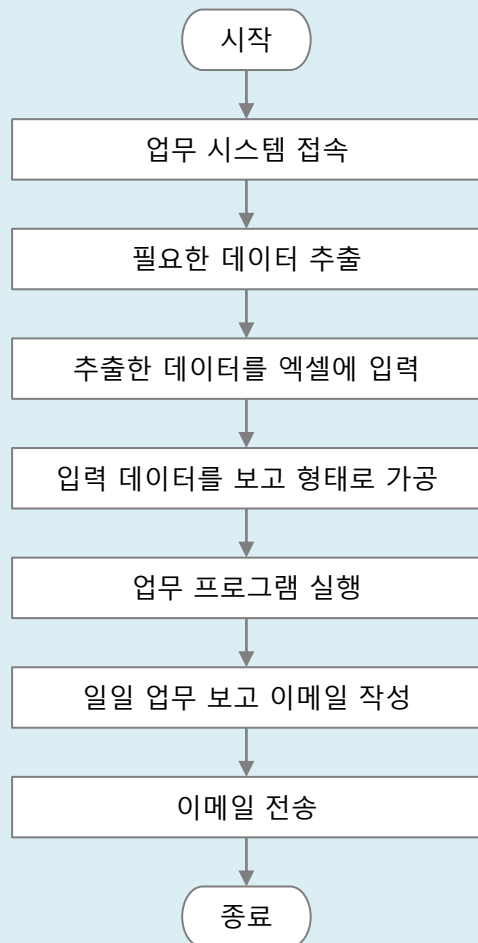 시작
업무 시스템 접속
필요한 데이터 추출
추출한 데이터를 엑셀에 입력
입력 데이터를 보고 형태로 가공
업무 프로그램 실행
일일 업무 보고 이메일 작성
이메일 전송
종료